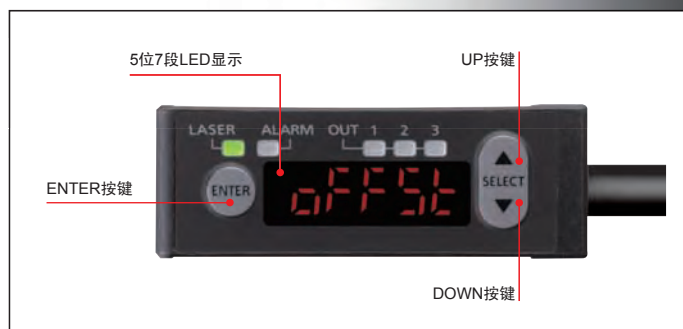 5位7段LED显示
UP按键
LASER ALARM OUT 1 2 3
ENTER按键
ENTER
oFFSt
SELECT
DOWN按键